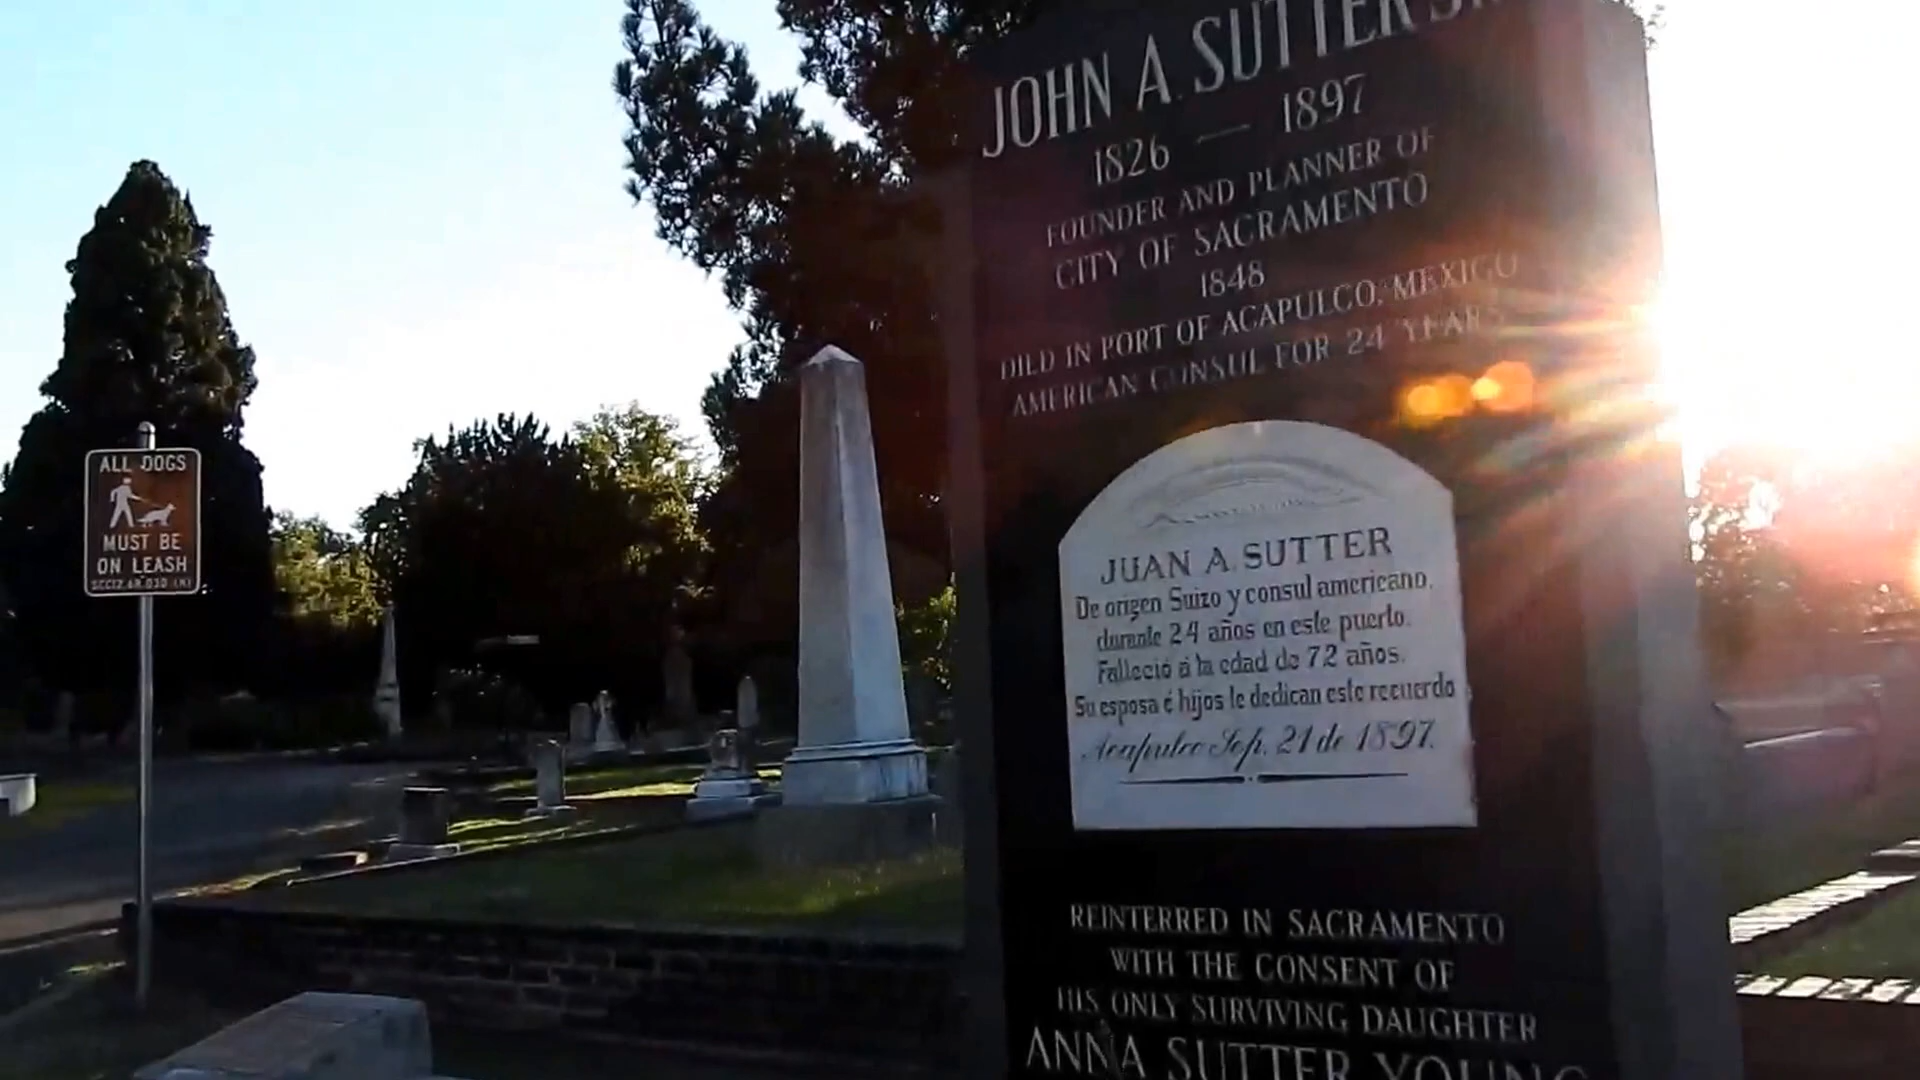 JOHN A. SUTTER JR.
1826 — 1897
FOUNDER AND PLANNER OF
CITY OF SACRAMENTO
1848
DIED IN PORT OF ACAPULCO, MEXICO
AMERICAN CONSUL FOR 24 YEARS
JUAN A. SUTTER
De origen Suizo y consul americano.
durante 24 años en este puerto.
Falleció á la edad de 72 años.
Su esposa é hijos le dedican este recuerdo
Acapulco Sep. 21 de 1897.
REINTERRED IN SACRAMENTO
WITH THE CONSENT OF
HIS ONLY SURVIVING DAUGHTER
ANNA SUTTER YOUNG
ALL DOGS
MUST BE
ON LEASH